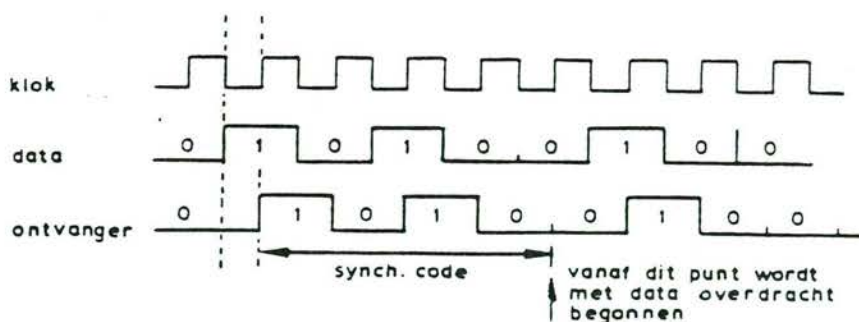 klok
data 0 1 0 1 0 0 1 0 0
ontvanger 0 1 0 1 0 0 1 0 0
synch. code
vanaf dit punt wordt
met data overdracht
begonnen